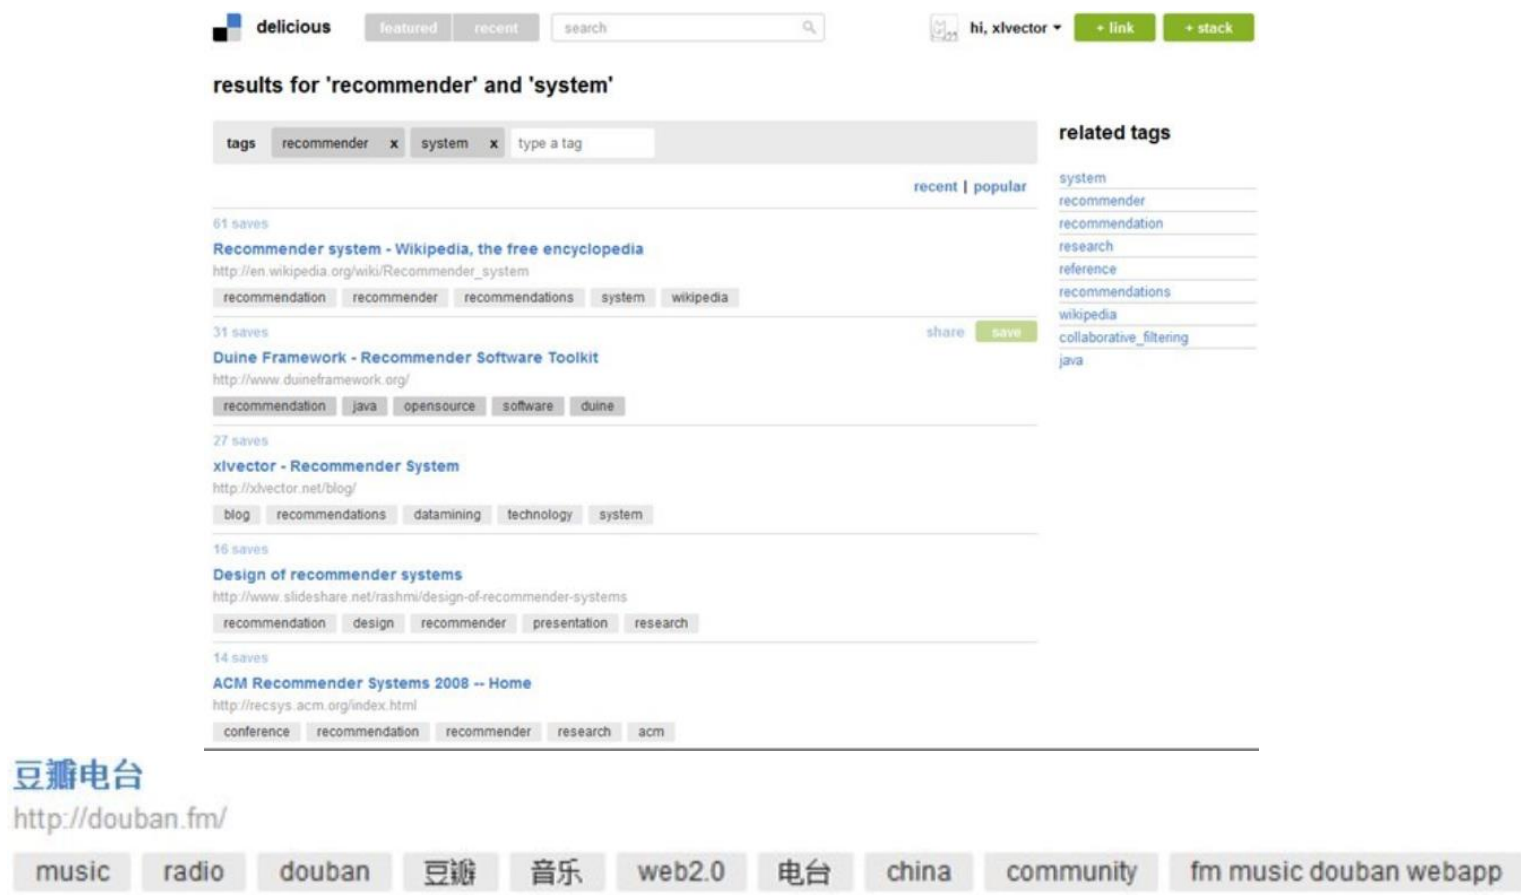 delicious featured recent search hi, xlvector + link + stack
results for 'recommender' and 'system'
tags recommender x system x type a tag
recent | popular
61 saves
Recommender system - Wikipedia, the free encyclopedia
http://en.wikipedia.org/wiki/Recommender_system
recommendation recommender recommendations system wikipedia
31 saves share save
Duine Framework - Recommender Software Toolkit
http://www.duineframework.org/
recommendation java opensource software duine
27 saves
xlvector - Recommender System
http://xlvector.net/blog/
blog recommendations datamining technology system
16 saves
Design of recommender systems
http://www.slideshare.net/rashmi/design-of-recommender-systems
recommendation design recommender presentation research
14 saves
ACM Recommender Systems 2008 -- Home
http://recsys.acm.org/index.html
conference recommendation recommender research acm
related tags
system
recommender
recommendation
research
reference
recommendations
wikipedia
collaborative_filtering
java
豆瓣电台
http://douban.fm/
music radio douban 豆瓣 音乐 web2.0 电台 china community fm music douban webapp